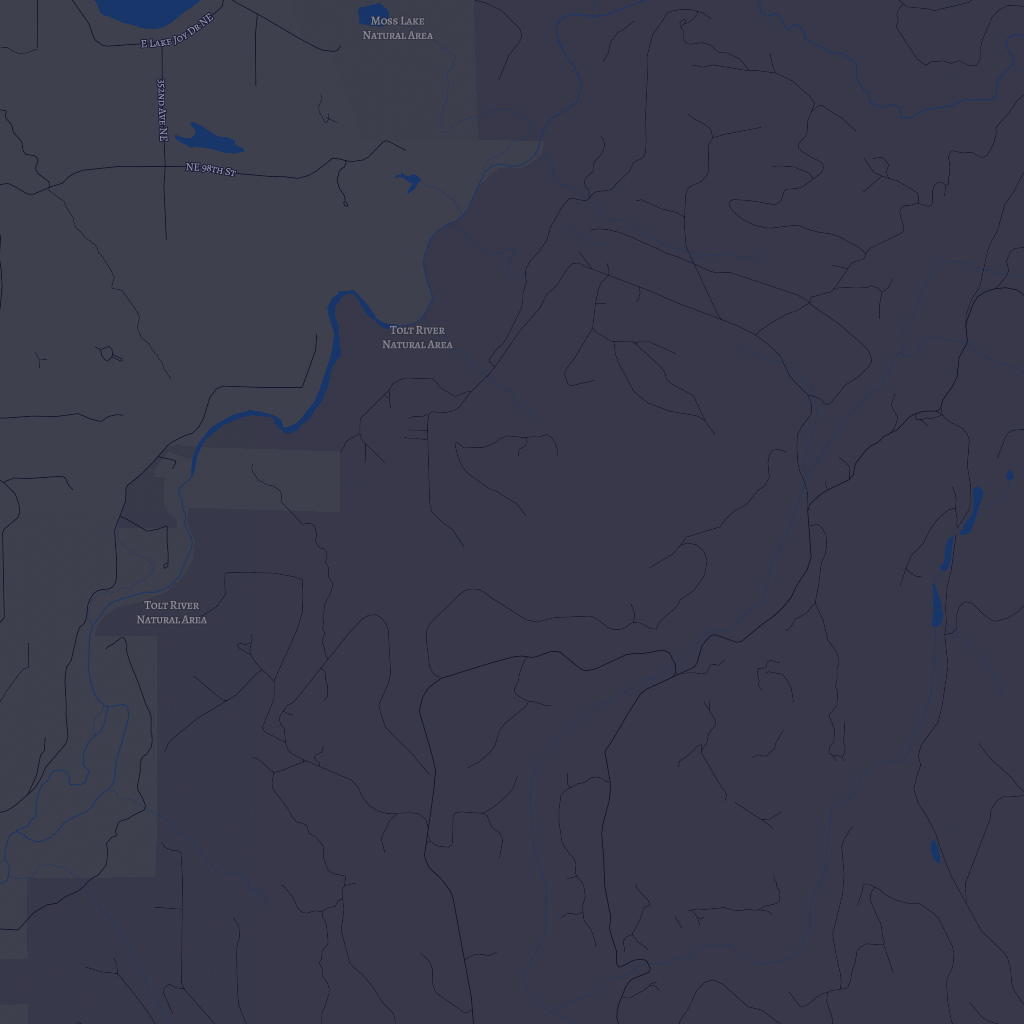 Moss Lake
Natural Area
E Lake Joy Dr NE
352nd Ave NE
NE 98th St
Tolt River
Natural Area
Tolt River
Natural Area